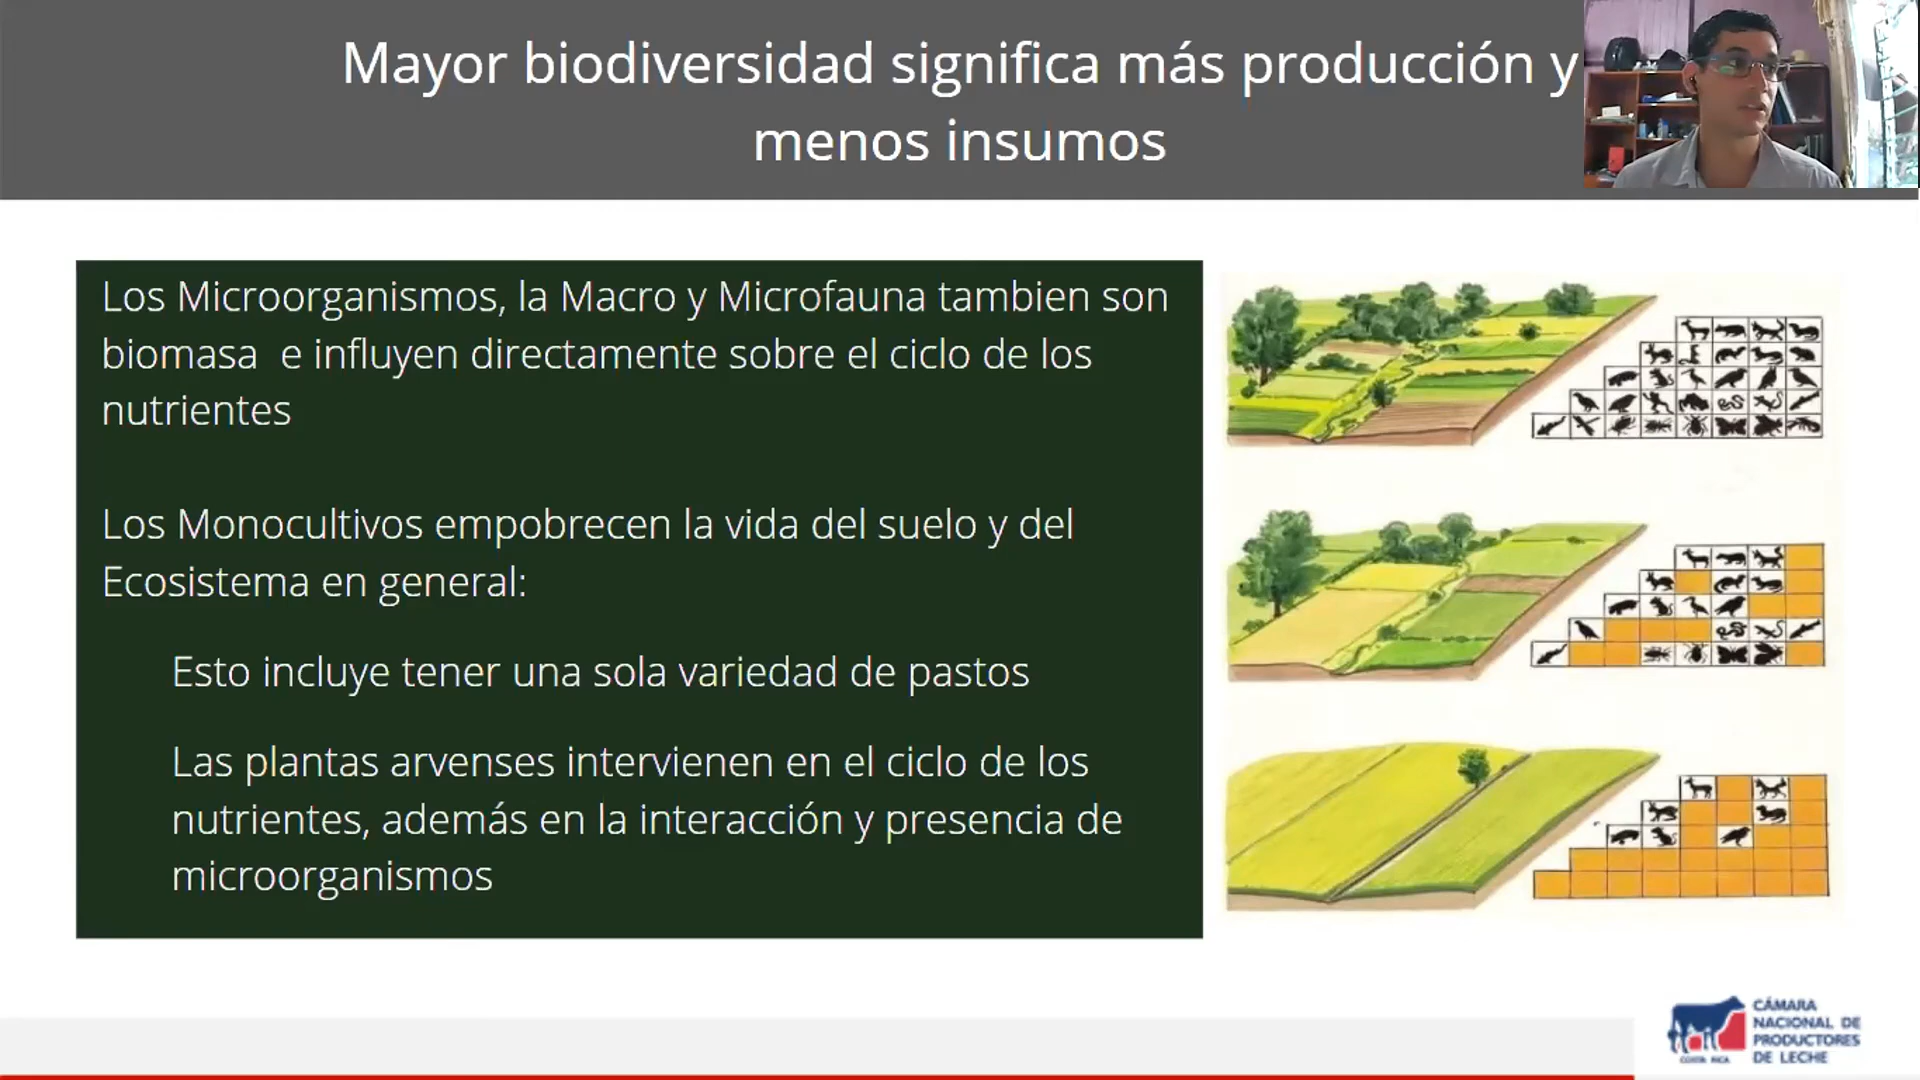 Mayor biodiversidad significa más producción y
menos insumos
Los Microorganismos, la Macro y Microfauna tambien son
biomasa  e influyen directamente sobre el ciclo de los
nutrientes
Los Monocultivos empobrecen la vida del suelo y del
Ecosistema en general:
Esto incluye tener una sola variedad de pastos
Las plantas arvenses intervienen en el ciclo de los
nutrientes, además en la interacción y presencia de
microorganismos
CÁMARA
NACIONAL DE
PRODUCTORES
DE LECHE
COSTA RICA